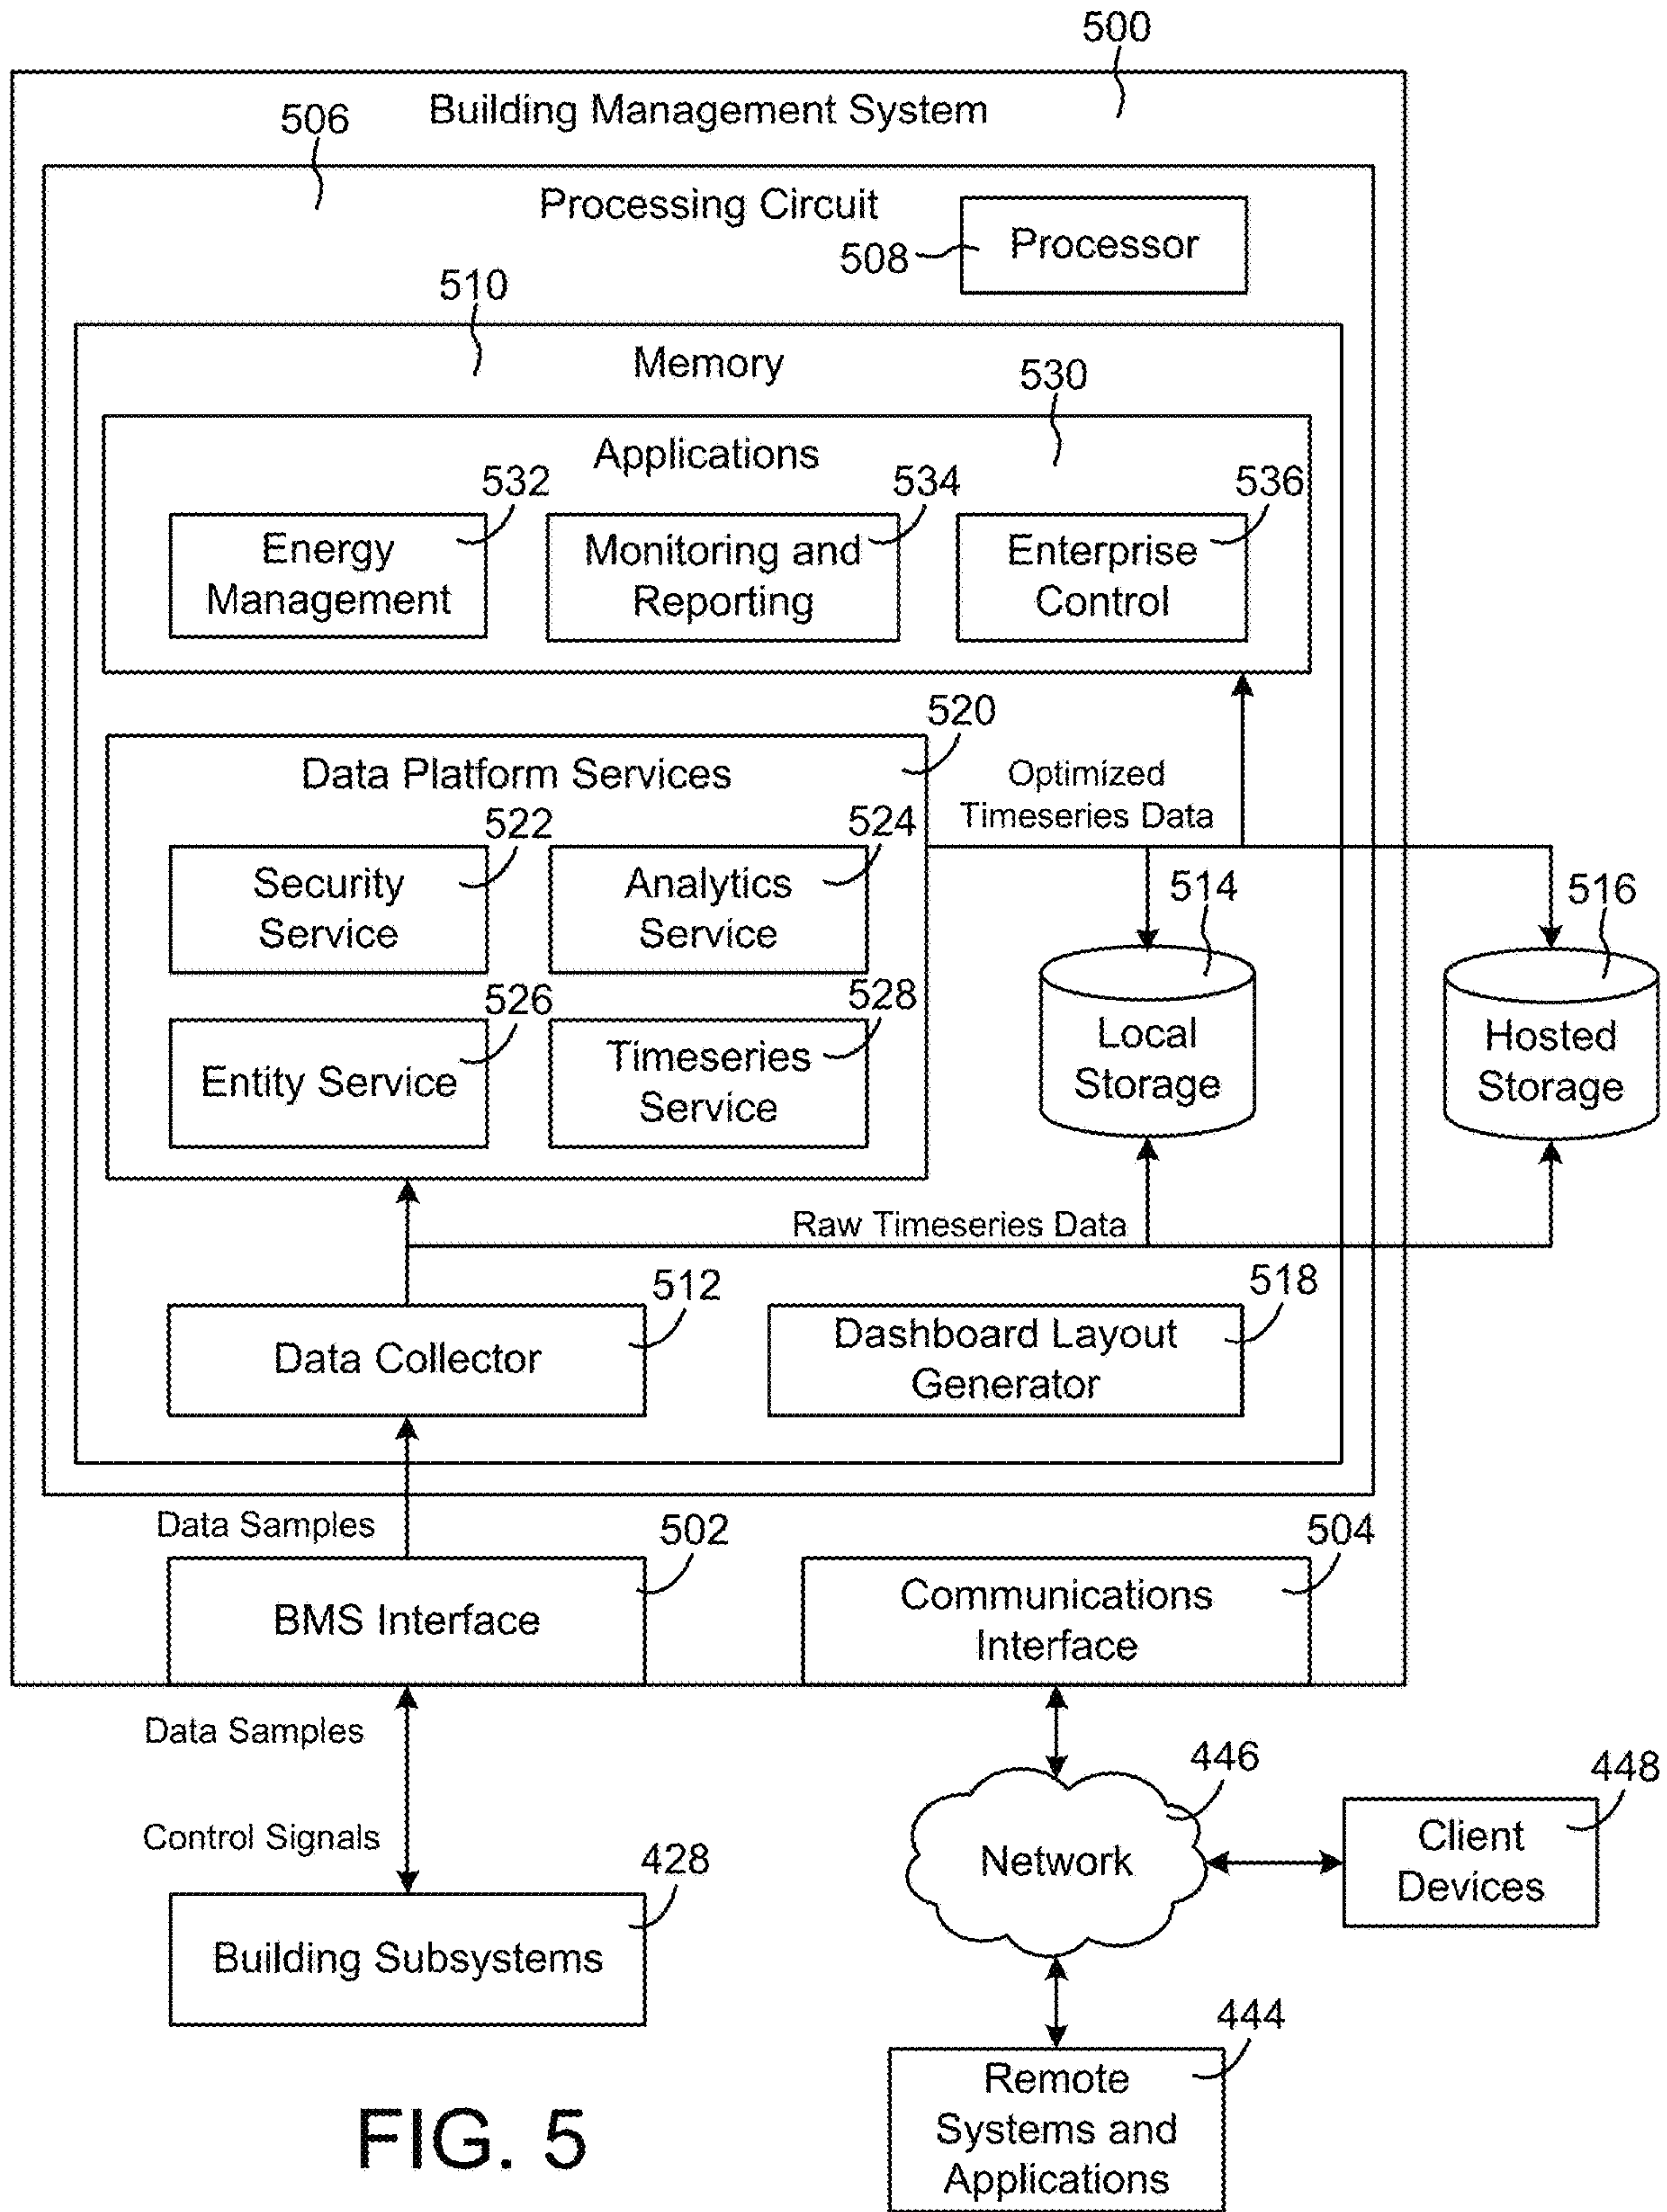 500
Building Management System
506
Processing Circuit
Processor
508
510
Memory
530
Applications
532
534
536
Energy
Management
Monitoring and
Reporting
Enterprise
Control
520
Data Platform Services
Optimized
Timeseries Data
522
524
Security
Service
Analytics
Service
514
516
526
528
Entity Service
Timeseries
Service
Local
Storage
Hosted
Storage
Raw Timeseries Data
512
518
Data Collector
Dashboard Layout
Generator
Data Samples
502
504
BMS Interface
Communications
Interface
Data Samples
446
448
Control Signals
Network
Client
Devices
428
Building Subsystems
444
Remote
Systems and
Applications
FIG. 5